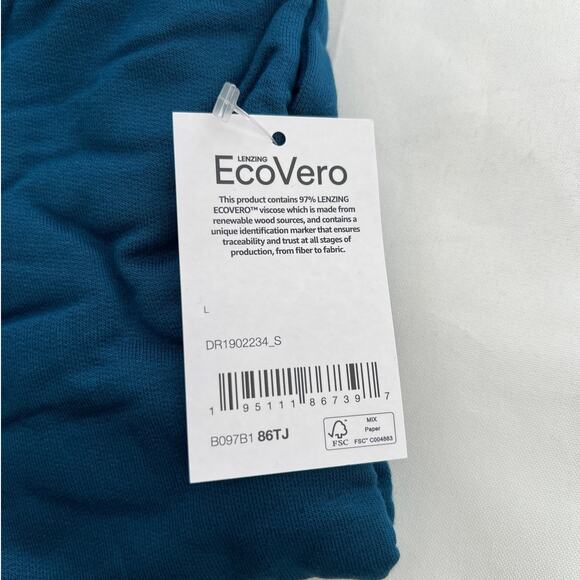 LENZING
EcoVero
This product contains 97% LENZING
ECOVERO™ viscose which is made from
renewable wood sources, and contains a
unique identification marker that ensures
traceability and trust at all stages of
production, from fiber to fabric.
L
DR1902234_S
1 95111 86739 7
B097B1 86TJ
FSC
MIX
Paper
FSC™ C004883